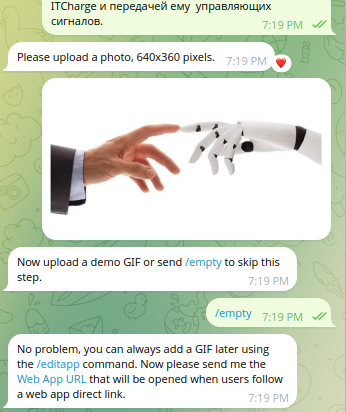 ITCharge и передачей ему управляющих
сигналов.
7:19 PM
Please upload a photo, 640x360 pixels.
7:19 PM
Now upload a demo GIF or send /empty to skip this
step.
7:19 PM
/empty
7:19 PM
No problem, you can always add a GIF later using
the /editapp command. Now please send me the
Web App URL that will be opened when users follow
a web app direct link.
7:19 PM